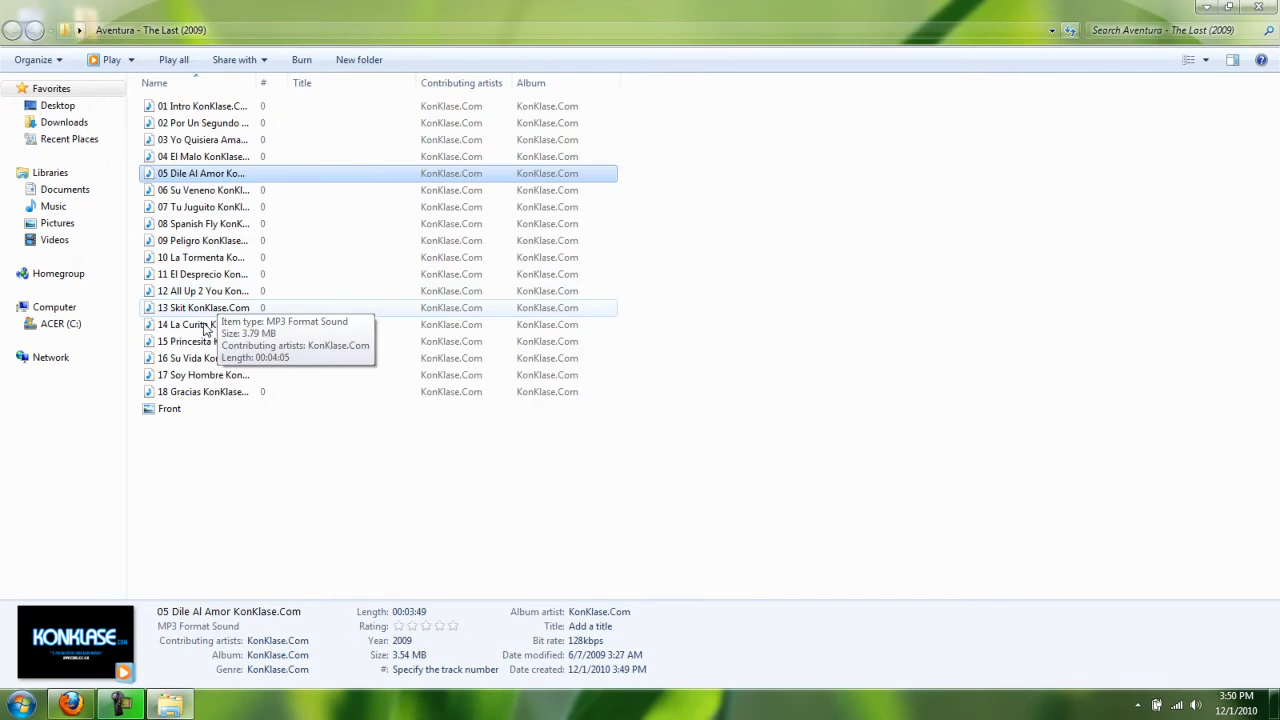 Aventura - The Last (2009)
Search Aventura - The Last (2009)
Organize Play Play all Share with Burn New folder
Name # Title Contributing artists Album
Favorites
Desktop
Downloads
Recent Places
Libraries
Documents
Music
Pictures
Videos
Homegroup
Computer
ACER (C:)
Network
01 Intro KonKlase.C... 0 KonKlase.Com KonKlase.Com
02 Por Un Segundo ... 0 KonKlase.Com KonKlase.Com
03 Yo Quisiera Ama... 0 KonKlase.Com KonKlase.Com
04 El Malo KonKlase... 0 KonKlase.Com KonKlase.Com
05 Dile Al Amor Ko... KonKlase.Com KonKlase.Com
06 Su Veneno KonKl... 0 KonKlase.Com KonKlase.Com
07 Tu Juguito KonKl... 0 KonKlase.Com KonKlase.Com
08 Spanish Fly KonK... 0 KonKlase.Com KonKlase.Com
09 Peligro KonKlase... 0 KonKlase.Com KonKlase.Com
10 La Tormenta Ko... 0 KonKlase.Com KonKlase.Com
11 El Desprecio Kon... 0 KonKlase.Com KonKlase.Com
12 All Up 2 You Kon... 0 KonKlase.Com KonKlase.Com
13 Skit KonKlase.Com 0 KonKlase.Com KonKlase.Com
14 La Curita K KonKlase.Com KonKlase.Com
15 Princesita K KonKlase.Com KonKlase.Com
16 Su Vida Ko KonKlase.Com KonKlase.Com
17 Soy Hombre Kon... KonKlase.Com KonKlase.Com
18 Gracias KonKlase... 0 KonKlase.Com KonKlase.Com
Front
Item type: MP3 Format Sound
Size: 3.79 MB
Contributing artists: KonKlase.Com
Length: 00:04:05
KONKLASE.COM
05 Dile Al Amor KonKlase.Com
MP3 Format Sound
Contributing artists: KonKlase.Com
Album: KonKlase.Com
Genre: KonKlase.Com
Length: 00:03:49
Rating:
Year: 2009
Size: 3.54 MB
#: Specify the track number
Album artist: KonKlase.Com
Title: Add a title
Bit rate: 128kbps
Date modified: 6/7/2009 3:27 AM
Date created: 12/1/2010 3:49 PM
3:50 PM
12/1/2010